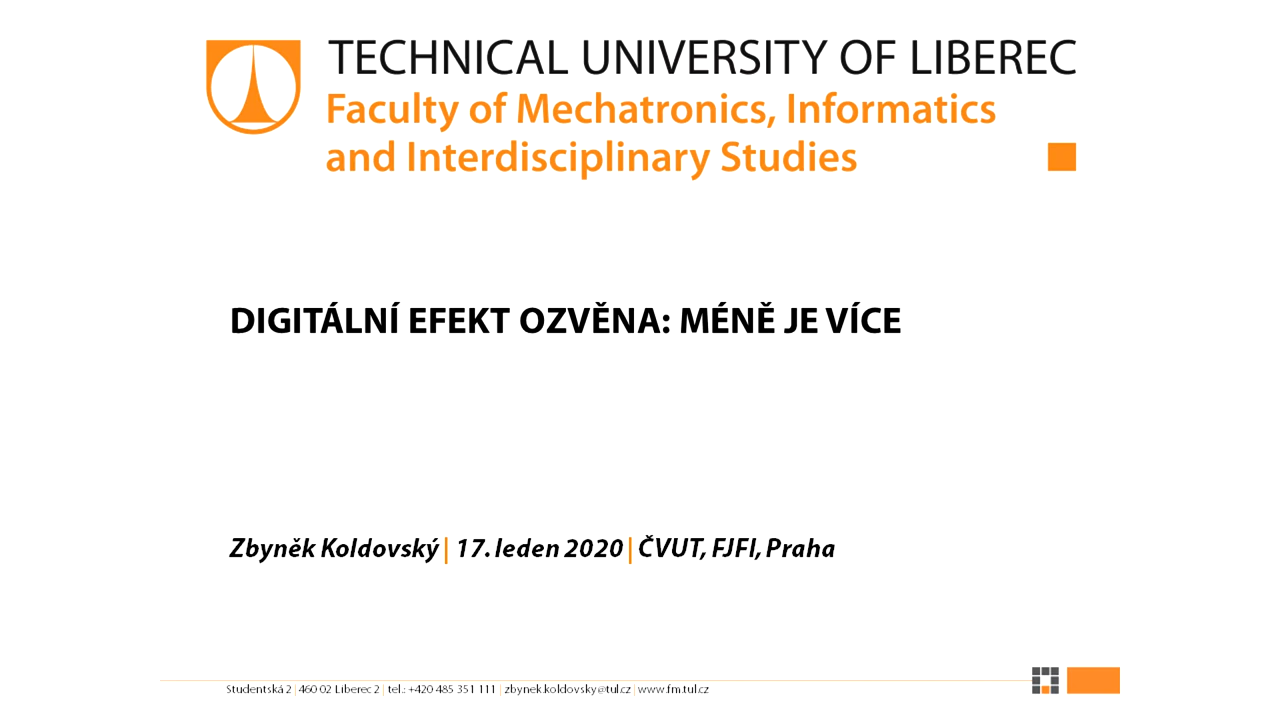 TECHNICAL UNIVERSITY OF LIBEREC
Faculty of Mechatronics, Informatics
and Interdisciplinary Studies
DIGITÁLNÍ EFEKT OZVĚNA: MÉNĚ JE VÍCE
Zbyněk Koldovský | 17. leden 2020 | ČVUT, FJFI, Praha
Studentská 2 | 460 02 Liberec 2 | tel.: +420 485 351 111 | zbynek.koldovsky@tul.cz | www.fm.tul.cz